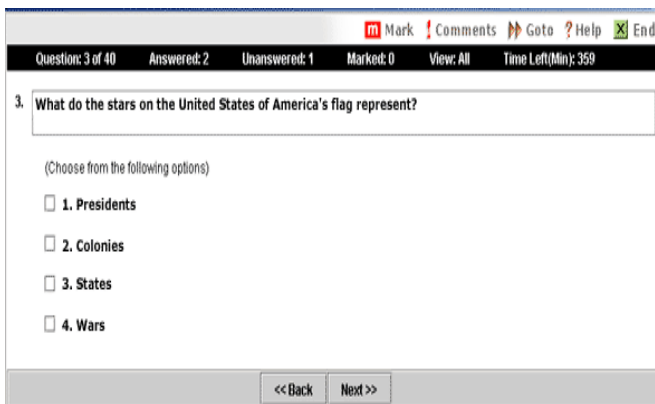 m Mark ! Comments Goto ? Help X End
Question: 3 of 40 Answered: 2 Unanswered: 1 Marked: 0 View: All Time Left(Min): 359
3. What do the stars on the United States of America's flag represent?
(Choose from the following options)
1. Presidents
2. Colonies
3. States
4. Wars
<< Back Next >>